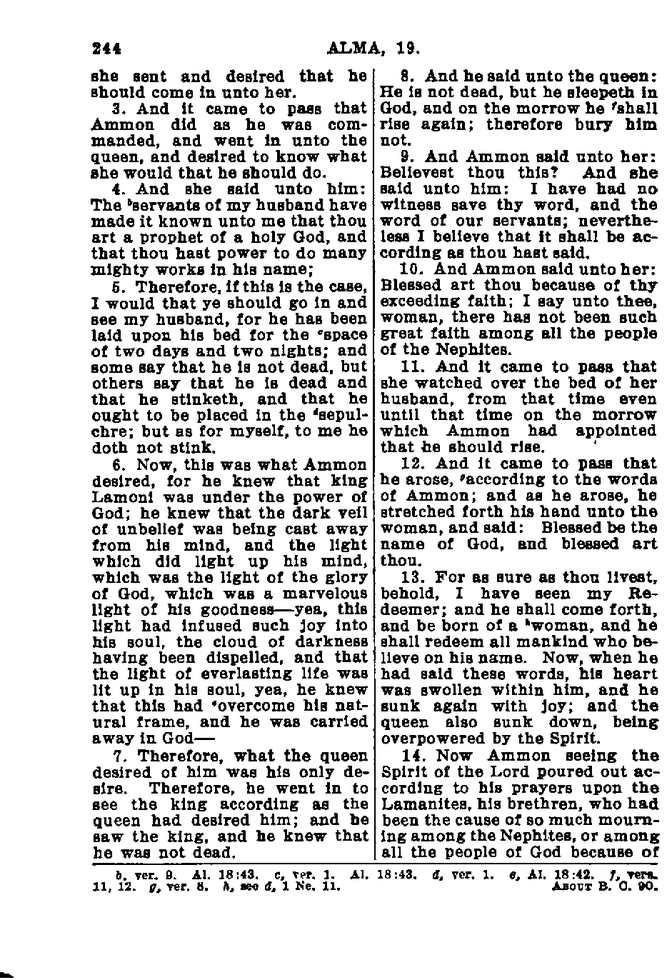 244
ALMA, 19.
she sent and desired that he
should come in unto her.
3. And it came to pass that
Ammon did as he was com-
manded, and went in unto the
queen, and desired to know what
she would that he should do.
4. And she said unto him:
The ᵇservants of my husband have
made it known unto me that thou
art a prophet of a holy God, and
that thou hast power to do many
mighty works in his name;
5. Therefore, if this is the case,
I would that ye should go in and
see my husband, for he has been
laid upon his bed for the ᶜspace
of two days and two nights; and
some say that he is not dead, but
others say that he is dead and
that he stinketh, and that he
ought to be placed in the ᵈsepul-
chre; but as for myself, to me he
doth not stink.
6. Now, this was what Ammon
desired, for he knew that king
Lamoni was under the power of
God; he knew that the dark veil
of unbelief was being cast away
from his mind, and the light
which did light up his mind,
which was the light of the glory
of God, which was a marvelous
light of his goodness—yea, this
light had infused such joy into
his soul, the cloud of darkness
having been dispelled, and that
the light of everlasting life was
lit up in his soul, yea, he knew
that this had ᵉovercome his nat-
ural frame, and he was carried
away in God—
7. Therefore, what the queen
desired of him was his only de-
sire. Therefore, he went in to
see the king according as the
queen had desired him; and he
saw the king, and he knew that
he was not dead.
8. And he said unto the queen:
He is not dead, but he sleepeth in
God, and on the morrow he ᶠshall
rise again; therefore bury him
not.
9. And Ammon said unto her:
Believest thou this? And she
said unto him: I have had no
witness save thy word, and the
word of our servants; neverthe-
less I believe that it shall be ac-
cording as thou hast said.
10. And Ammon said unto her:
Blessed art thou because of thy
exceeding faith; I say unto thee,
woman, there has not been such
great faith among all the people
of the Nephites.
11. And it came to pass that
she watched over the bed of her
husband, from that time even
until that time on the morrow
which Ammon had appointed
that he should rise.
12. And it came to pass that
he arose, ᵍaccording to the words
of Ammon; and as he arose, he
stretched forth his hand unto the
woman, and said: Blessed be the
name of God, and blessed art
thou.
13. For as sure as thou livest,
behold, I have seen my Re-
deemer; and he shall come forth,
and be born of a ʰwoman, and he
shall redeem all mankind who be-
lieve on his name. Now, when he
had said these words, his heart
was swollen within him, and he
sunk again with joy; and the
queen also sunk down, being
overpowered by the Spirit.
14. Now Ammon seeing the
Spirit of the Lord poured out ac-
cording to his prayers upon the
Lamanites, his brethren, who had
been the cause of so much mourn-
ing among the Nephites, or among
all the people of God because of
b, ver. 9. Al. 18:43. c, ver. 1. Al. 18:43. d, ver. 1. e, Al. 18:42. f, vers.
11, 12. g, ver. 8. h, see d, 1 Ne. 11. ABOUT B. C. 90.